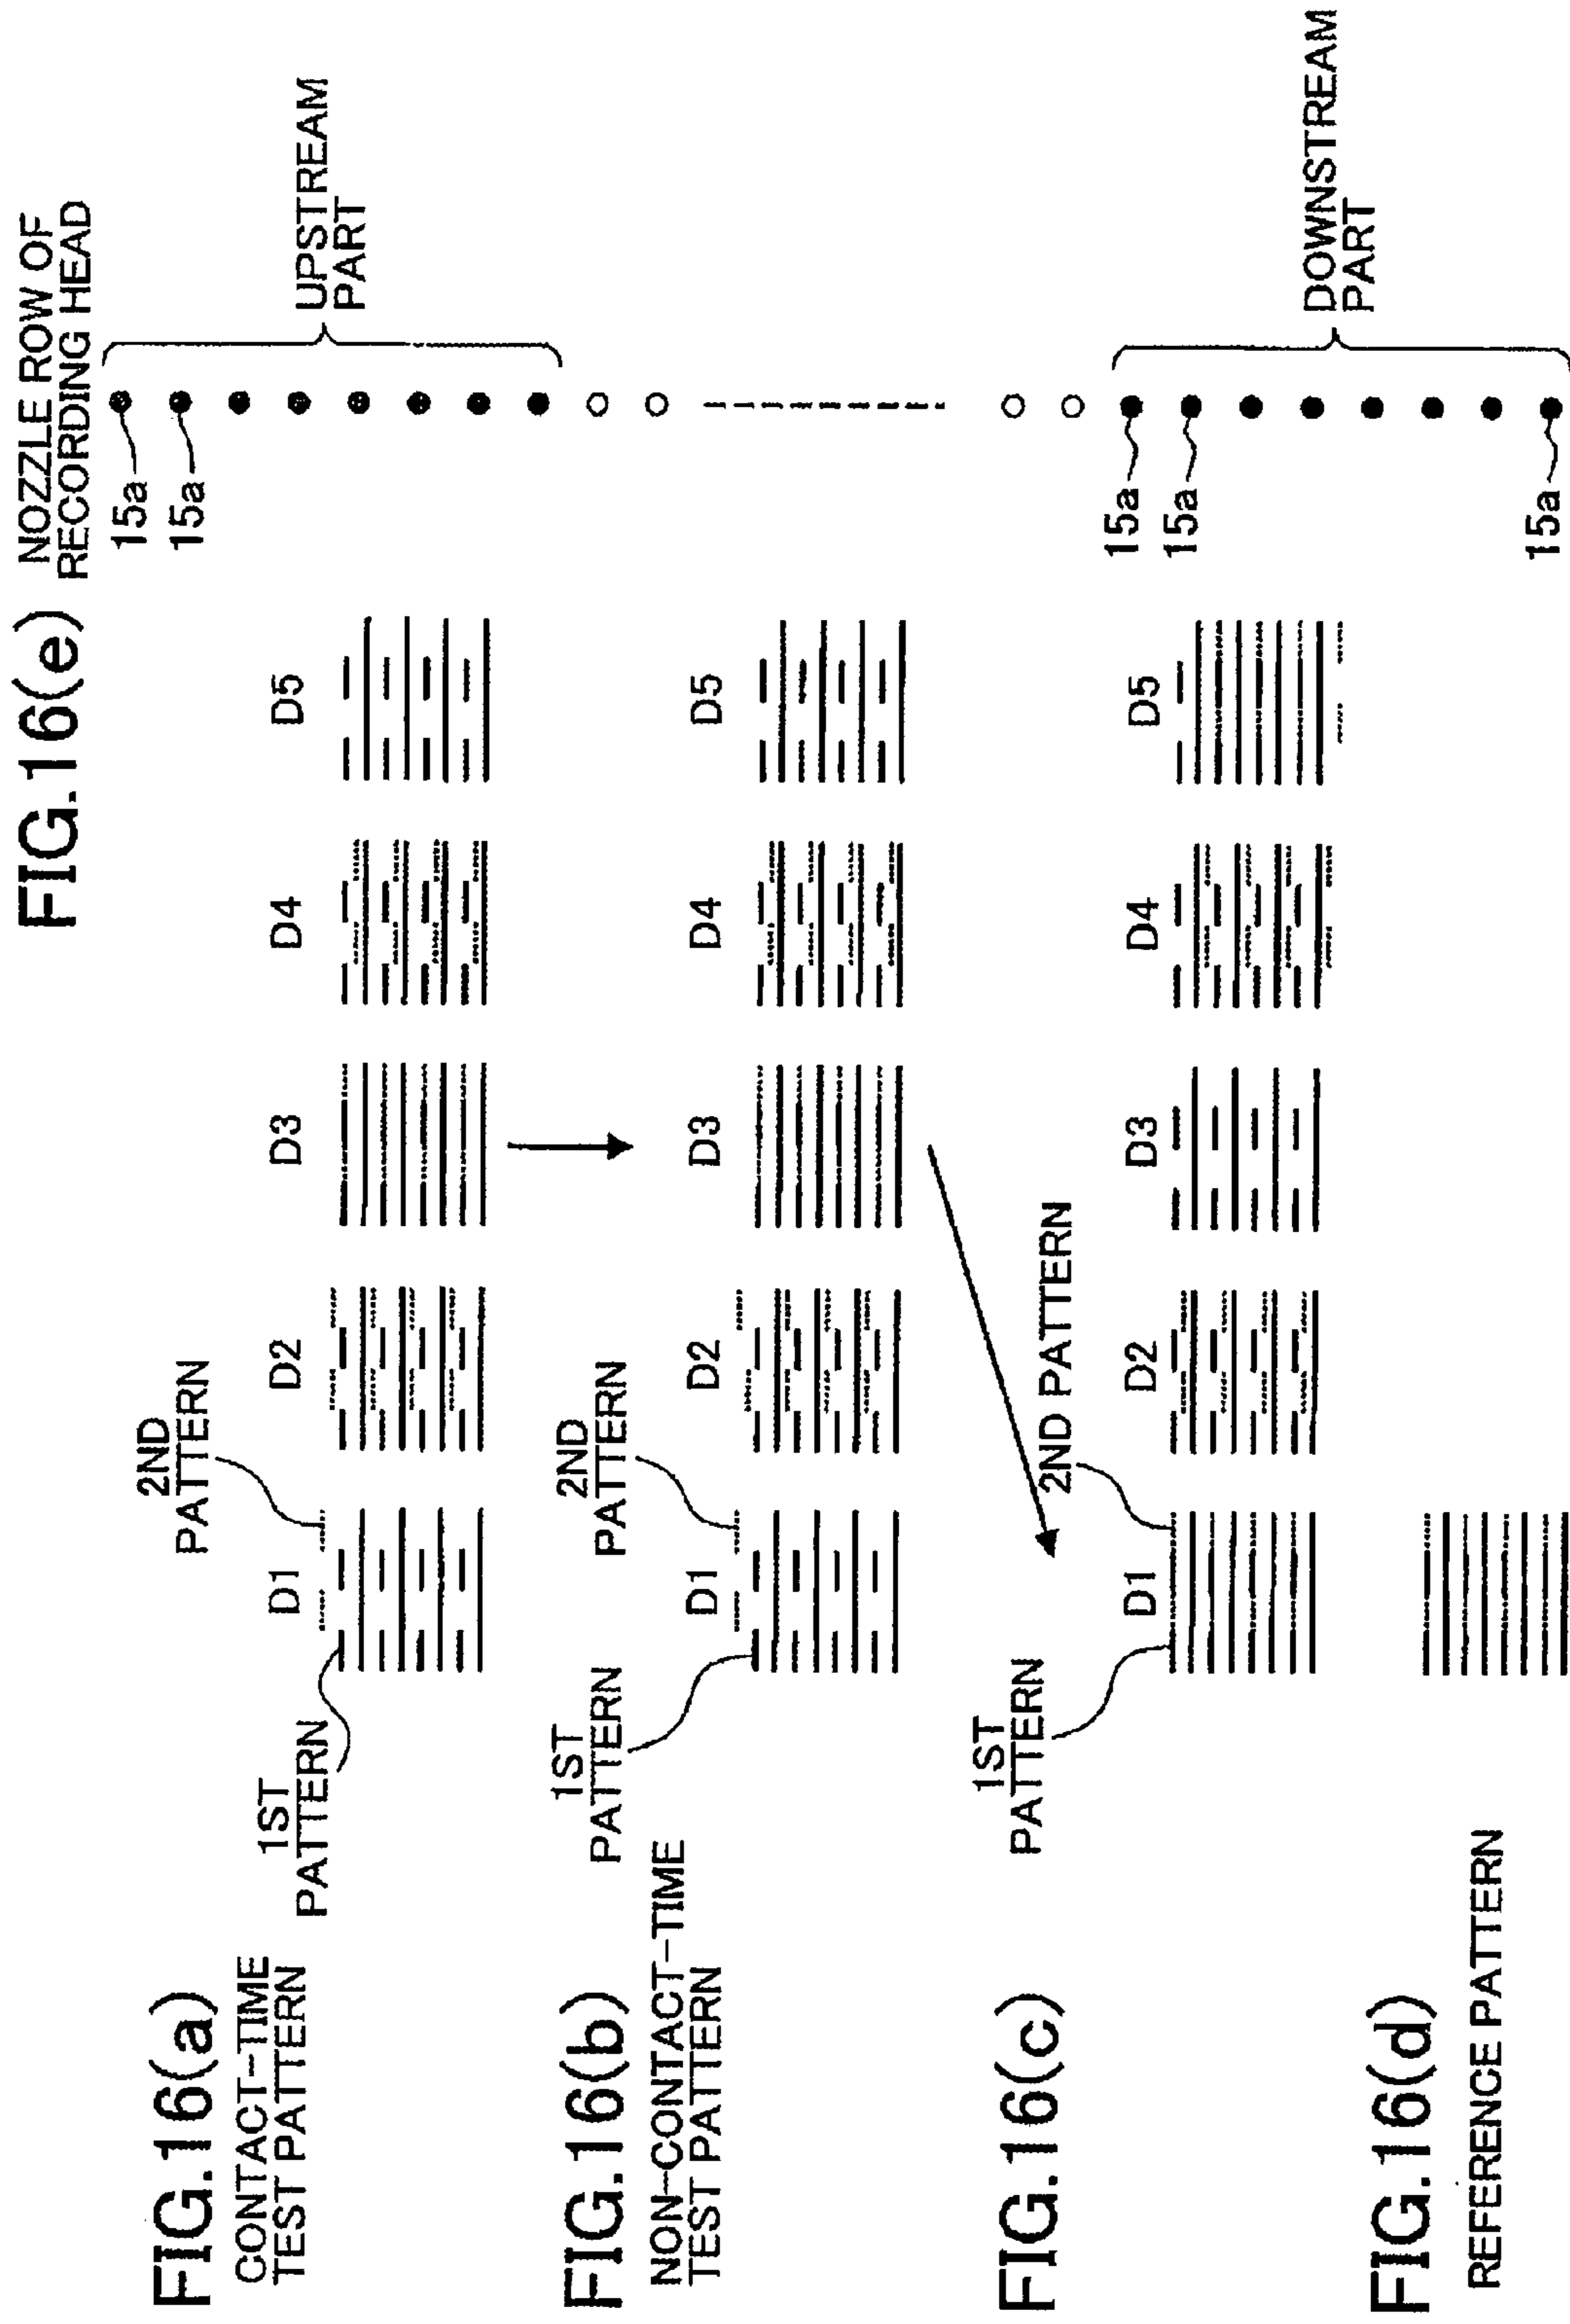 FIG.16(a)
CONTACT-TIME
TEST PATTERN
1ST
PATTERN
2ND
PATTERN
D1
D2
D3
D4
D5
FIG.16(b)
NON-CONTACT-TIME
TEST PATTERN
1ST
PATTERN
2ND
PATTERN
D1
D2
D3
D4
D5
FIG.16(c)
1ST
PATTERN
2ND PATTERN
D1
D2
D3
D4
D5
FIG.16(d)
REFERENCE PATTERN
FIG.16(e)
NOZZLE ROW OF
RECORDING HEAD
15a
15a
UPSTREAM
PART
15a
15a
15a
DOWNSTREAM
PART